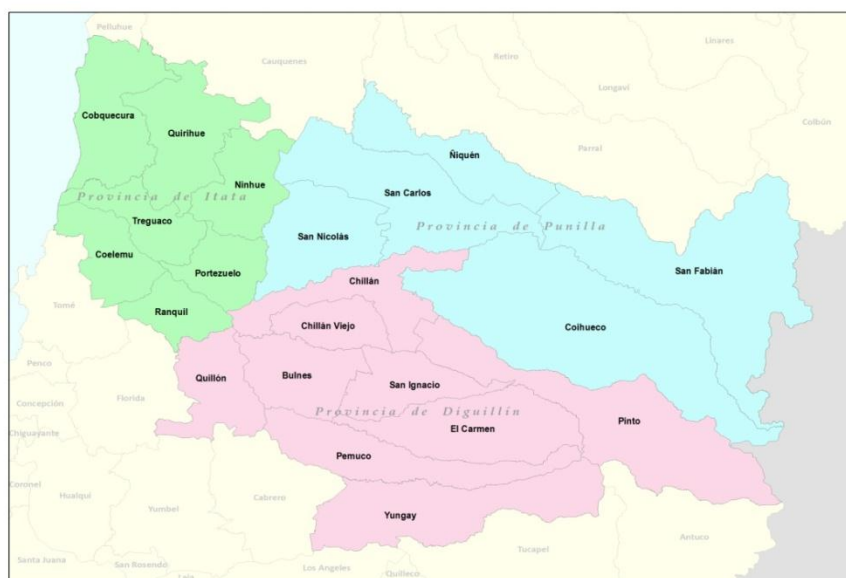 Pelluhue
Cauquenes
Retiro
Linares
Longaví
Colbún
Parral
Cobquecura
Quirihue
Ninhue
Provincia de Itata
Treguaco
Coelemu
Portezuelo
Ranquil
Ñiquén
San Carlos
San Nicolás
Provincia de Punilla
San Fabián
Coihueco
Chillán
Chillán Viejo
Quillón
Bulnes
San Ignacio
Provincia de Diguillín
El Carmen
Pinto
Pemuco
Yungay
Tomé
Penco
Concepción
Florida
Chiguayante
Coronel
Hualqui
Yumbel
Cabrero
Santa Juana
San Rosendo
Laja
Los Angeles
Quilleco
Tucapel
Antuco